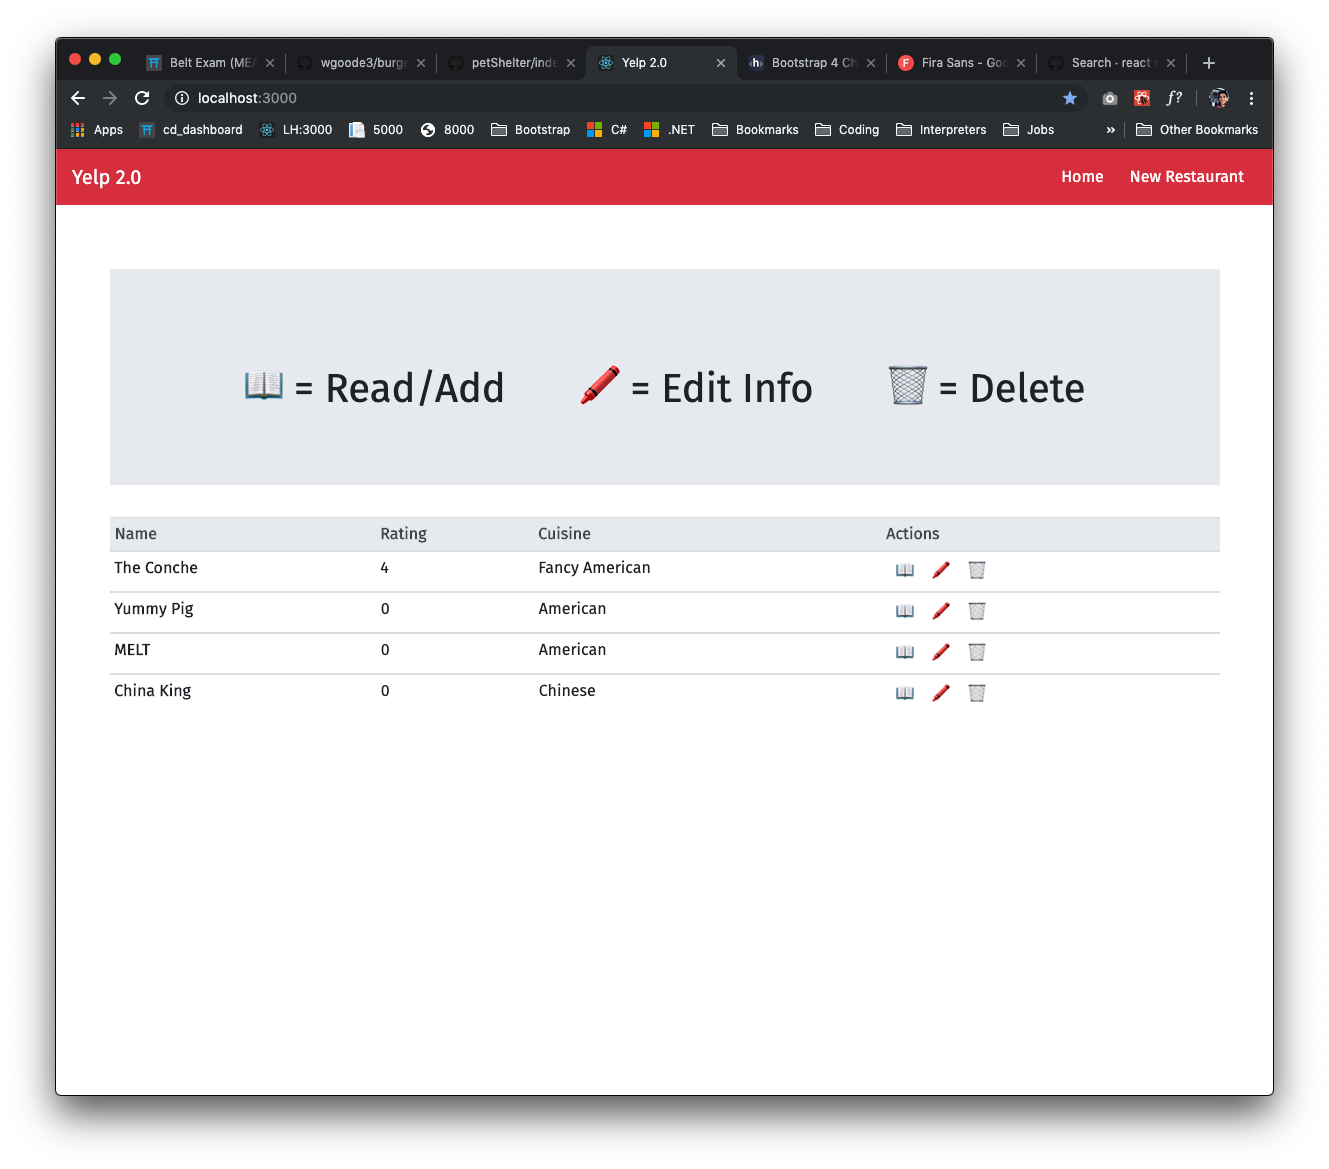 Belt Exam (MEA wgoode3/burge petShelter/inde Yelp 2.0 Bootstrap 4 Ch Fira Sans - Goo Search · react
localhost:3000 f?
Apps cd_dashboard LH:3000 5000 8000 Bootstrap C# .NET Bookmarks Coding Interpreters Jobs » Other Bookmarks
Yelp 2.0 Home New Restaurant
= Read/Add = Edit Info = Delete
Name Rating Cuisine Actions
The Conche 4 Fancy American
Yummy Pig 0 American
MELT 0 American
China King 0 Chinese